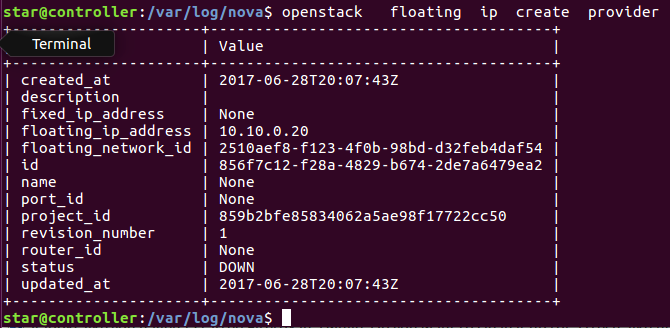 star@controller:/var/log/nova$ openstack   floating  ip  create  provider
+---------------------+--------------------------------------+
Terminal | Value                                |
+---------------------+--------------------------------------+
| created_at          | 2017-06-28T20:07:43Z                 |
| description         |                                      |
| fixed_ip_address    | None                                 |
| floating_ip_address | 10.10.0.20                           |
| floating_network_id | 2510aef8-f123-4f0b-98bd-d32feb4daf54 |
| id                  | 856f7c12-f28a-4829-b674-2de7a6479ea2 |
| name                | None                                 |
| port_id             | None                                 |
| project_id          | 859b2bfe85834062a5ae98f17722cc50     |
| revision_number     | 1                                    |
| router_id           | None                                 |
| status              | DOWN                                 |
| updated_at          | 2017-06-28T20:07:43Z                 |
+---------------------+--------------------------------------+
star@controller:/var/log/nova$